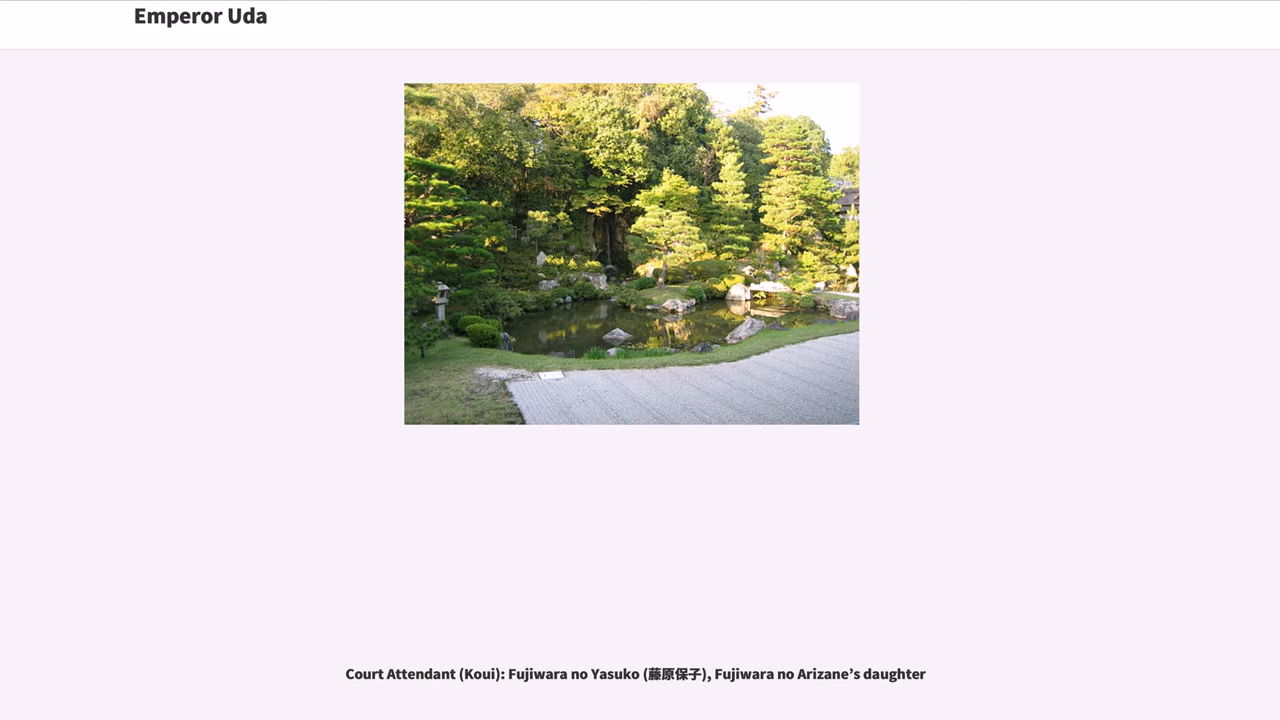 Emperor Uda
Court Attendant (Koui): Fujiwara no Yasuko (藤原保子), Fujiwara no Arizane’s daughter